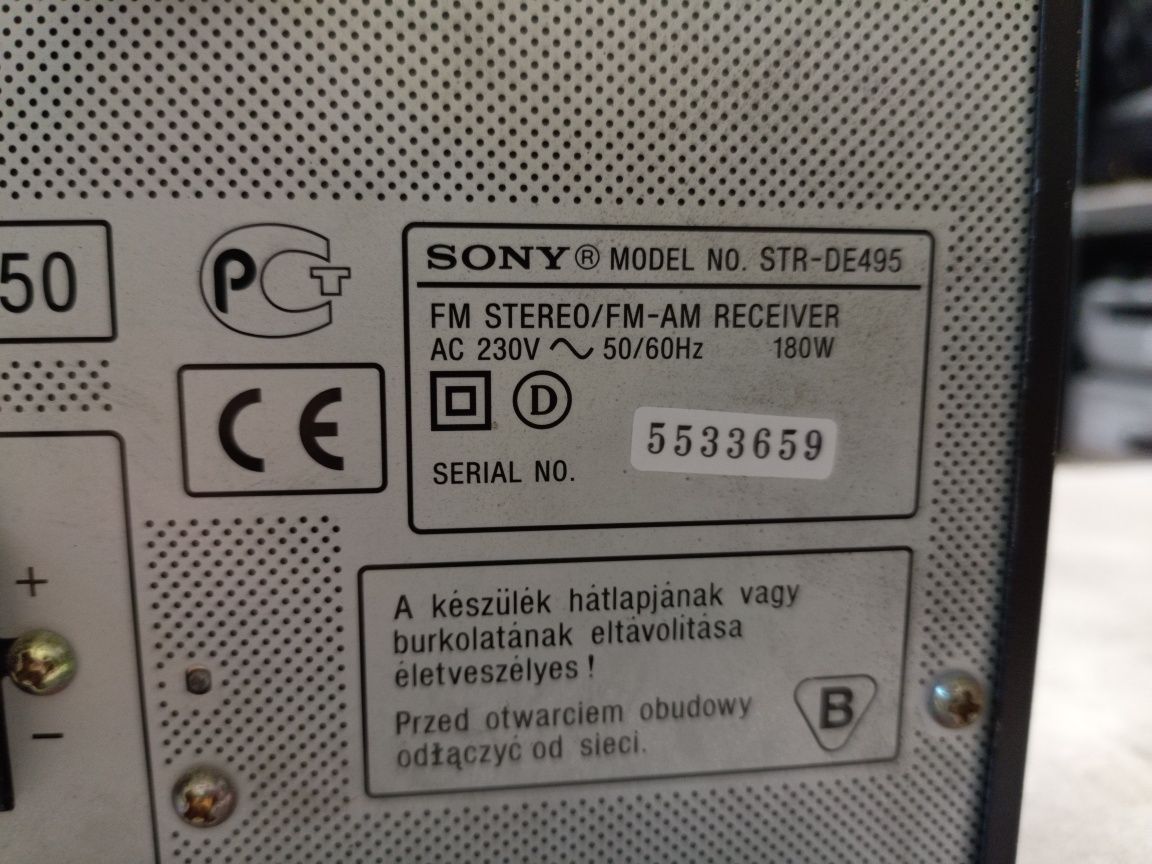 50
PCT
SONY® MODEL NO. STR-DE495
FM STEREO/FM-AM RECEIVER
AC 230V ~ 50/60Hz 180W
D
CE
5533659
SERIAL NO.
+
-
A készülék hátlapjának vagy
burkolatának eltávolítása
életveszélyes!
Przed otwarciem obudowy
odłączyć od sieci.
B